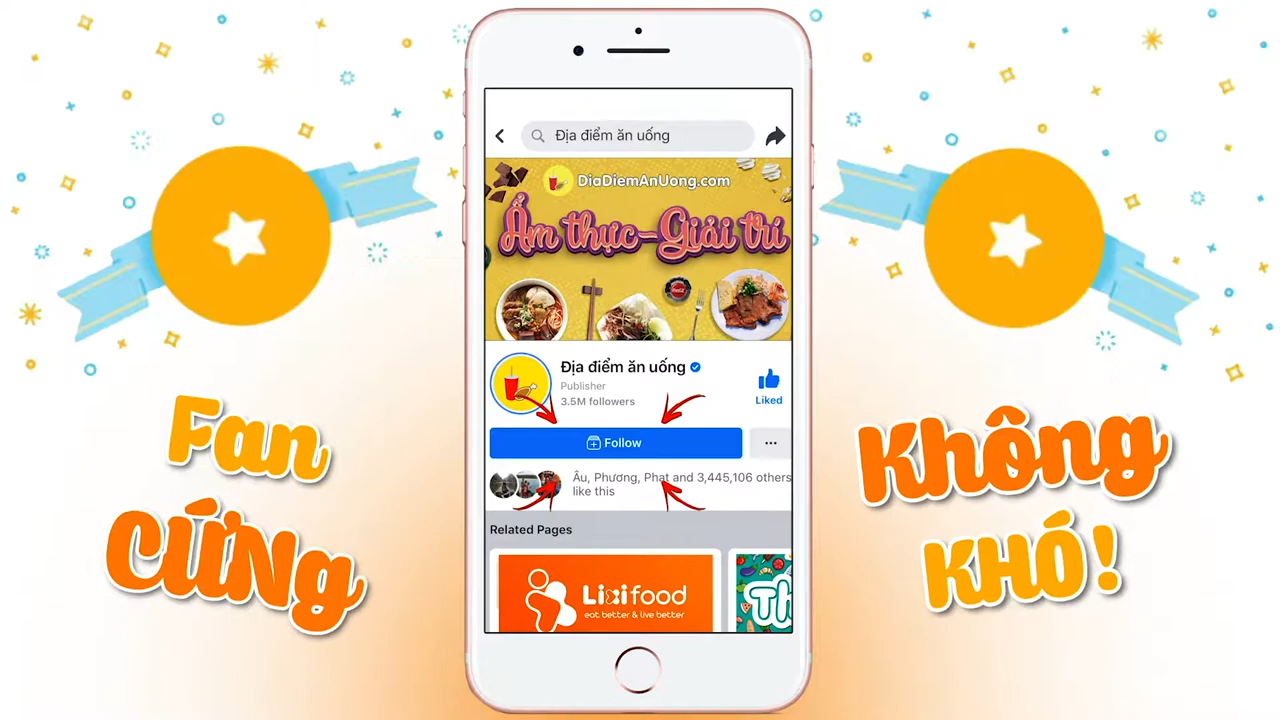 Fan
CỨNg
Địa điểm ăn uống
DiaDiemAnUong.com
Ẩm thực-Giải trí
Địa điểm ăn uống
Publisher
3.5M followers
Liked
Follow
Âu, Phương, Phat and 3,445,106 others
like this
Related Pages
Lixifood
eat better & live better
Th
Không
KHÓ!